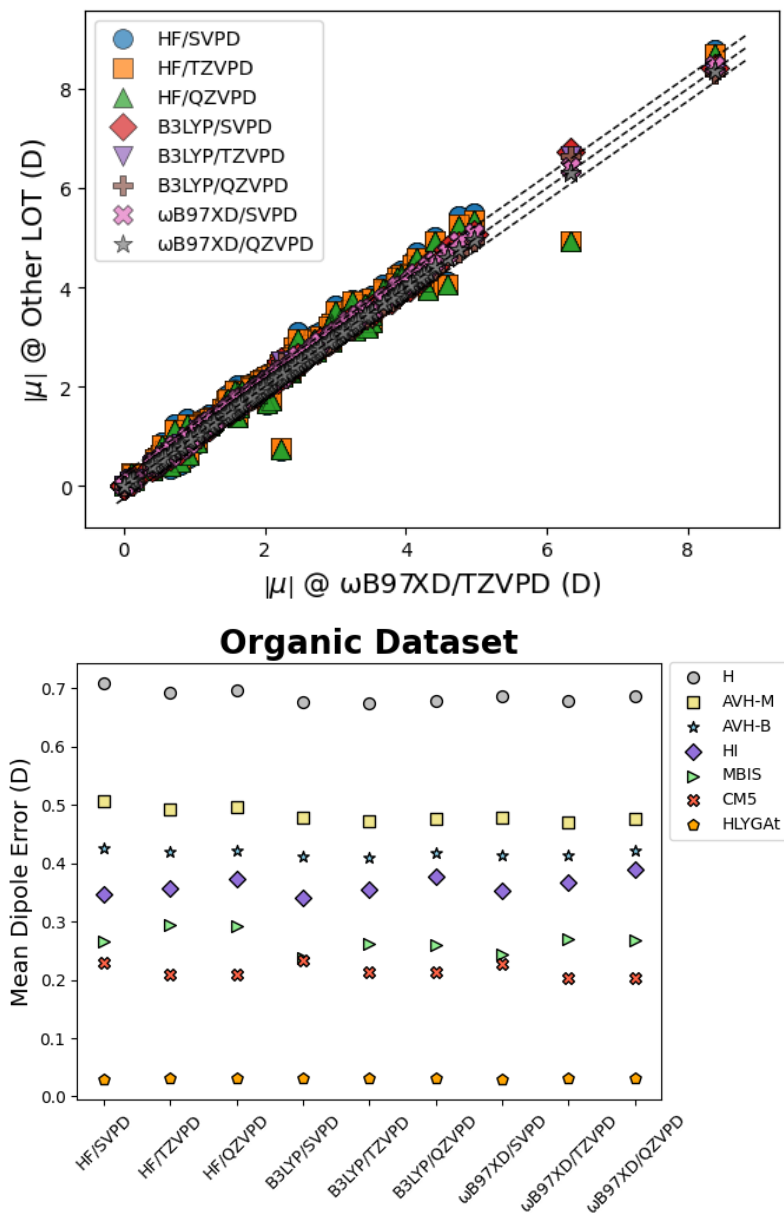 HF/SVPD
HF/TZVPD
HF/QZVPD
B3LYP/SVPD
B3LYP/TZVPD
B3LYP/QZVPD
ωB97XD/SVPD
ωB97XD/QZVPD
|μ| @ Other LOT (D)
8
6
4
2
0
0 2 4 6 8
|μ| @ ωB97XD/TZVPD (D)
Organic Dataset
Mean Dipole Error (D)
0.7
0.6
0.5
0.4
0.3
0.2
0.1
0.0
H
AVH-M
AVH-B
HI
MBIS
CM5
HLYGAt
HF/SVPD
HF/TZVPD
HF/QZVPD
B3LYP/SVPD
B3LYP/TZVPD
B3LYP/QZVPD
ωB97XD/SVPD
ωB97XD/TZVPD
ωB97XD/QZVPD